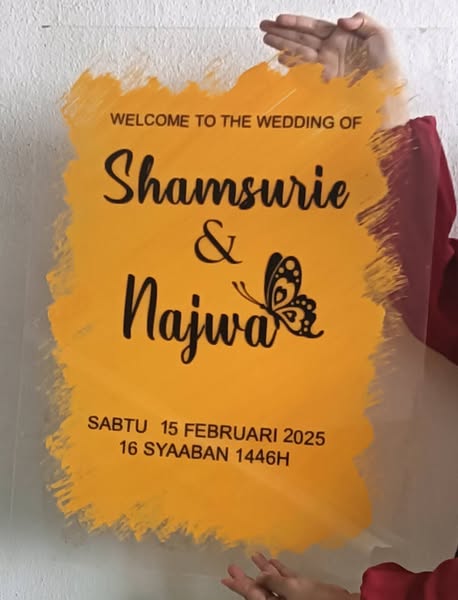 WELCOME TO THE WEDDING OF
Shamsurie
&
Najwa
SABTU 15 FEBRUARI 2025
16 SYAABAN 1446H